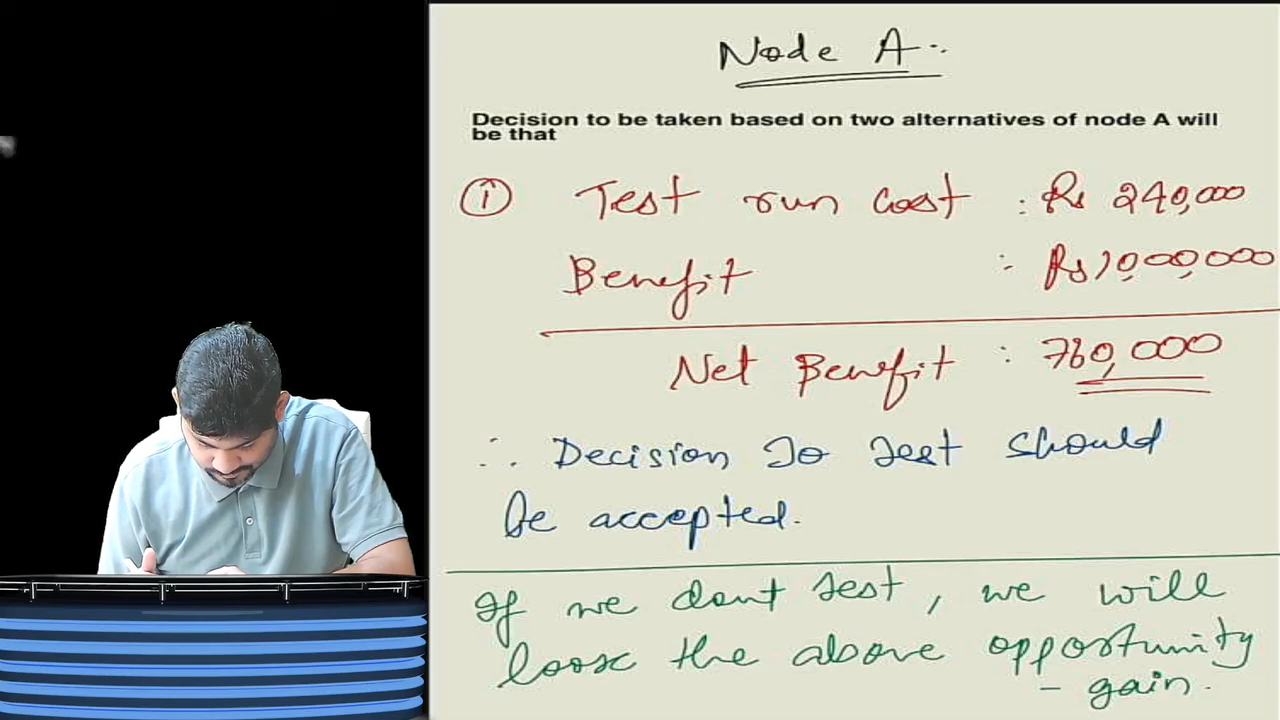 Node A..
Decision to be taken based on two alternatives of node A will
be that
① Test run cost : Rs 240,000
Benefit : Rs 1,000,000
Net Benefit : 760,000
∴ Decision To test should
be accepted.
If we dont test, we will
loose the above opportunity
- gain.